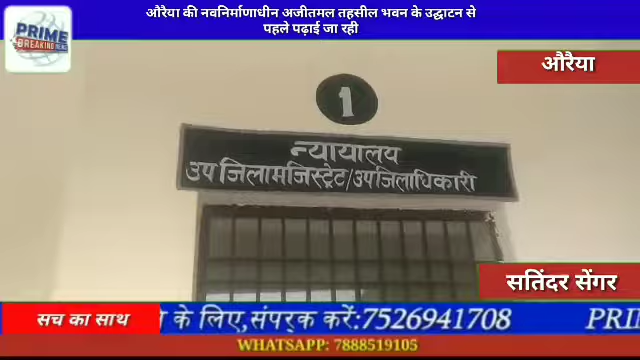 औरैया की नवनिर्माणाधीन अजीतमल तहसील भवन के उद्घाटन से
पहले पढ़ाई जा रही
PRIME
BREAKING NEWS
औरैया
1
न्यायालय
उप जिलामजिस्ट्रेट/उपजिलाधिकारी
सतिंदर सेंगर
सच का साथ
के लिए,संपर्क करें:7526941708
PRI
WHATSAPP: 7888519105